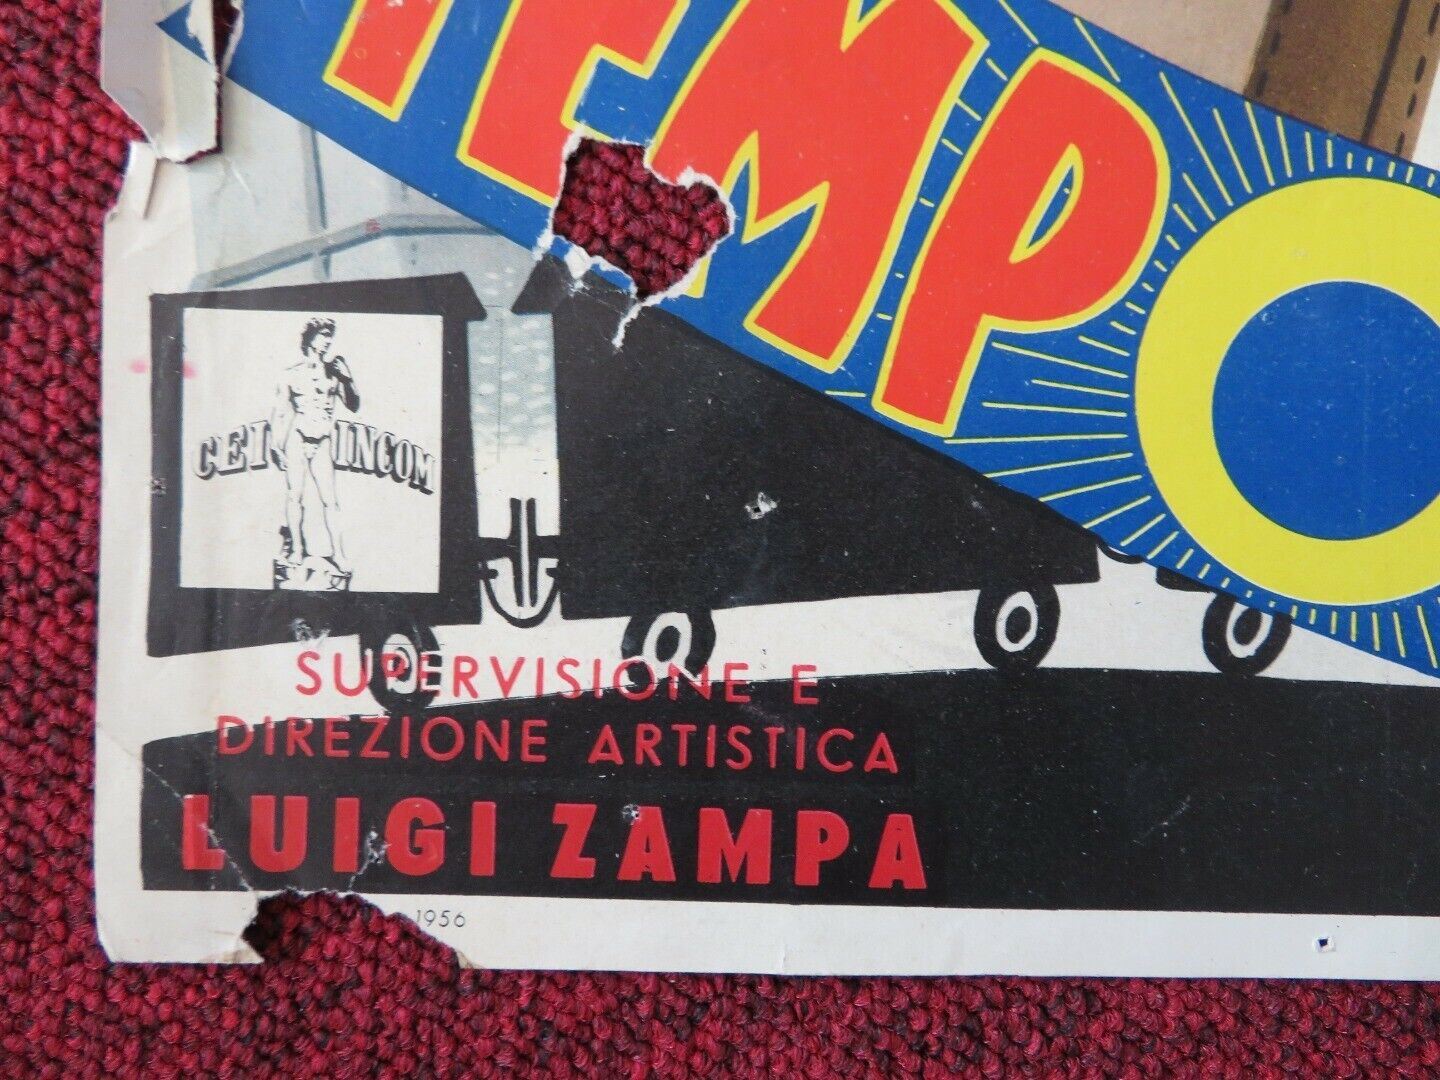 TEMPO
CEI INCOM
SUPERVISIONE E
DIREZIONE ARTISTICA
LUIGI ZAMPA
1956